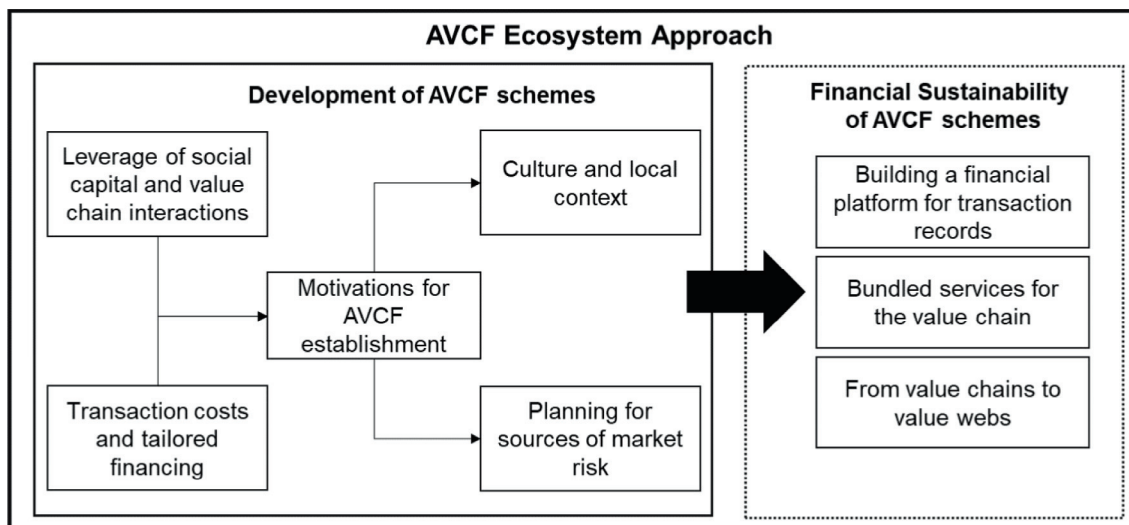 AVCF Ecosystem Approach
Development of AVCF schemes
Leverage of social
capital and value
chain interactions
Transaction costs
and tailored
financing
Motivations for
AVCF
establishment
Culture and local
context
Planning for
sources of market
risk
Financial Sustainability
of AVCF schemes
Building a financial
platform for transaction
records
Bundled services for
the value chain
From value chains to
value webs